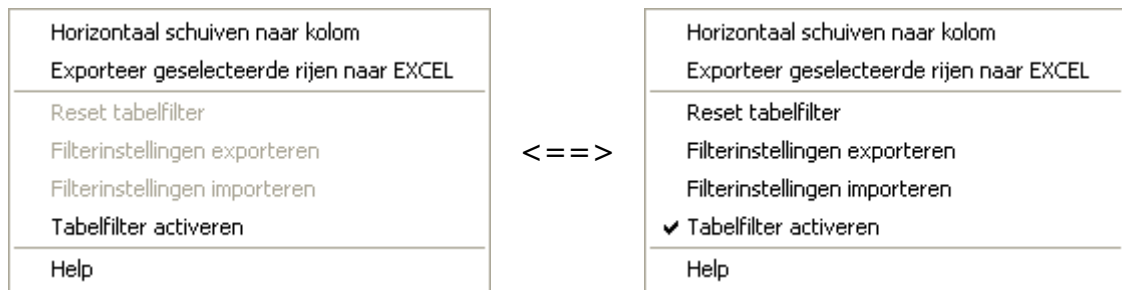 Horizontaal schuiven naar kolom
Exporteer geselecteerde rijen naar EXCEL
Reset tabelfilter
Filterinstellingen exporteren
Filterinstellingen importeren
Tabelfilter activeren
Help
<==>
Horizontaal schuiven naar kolom
Exporteer geselecteerde rijen naar EXCEL
Reset tabelfilter
Filterinstellingen exporteren
Filterinstellingen importeren
✔ Tabelfilter activeren
Help